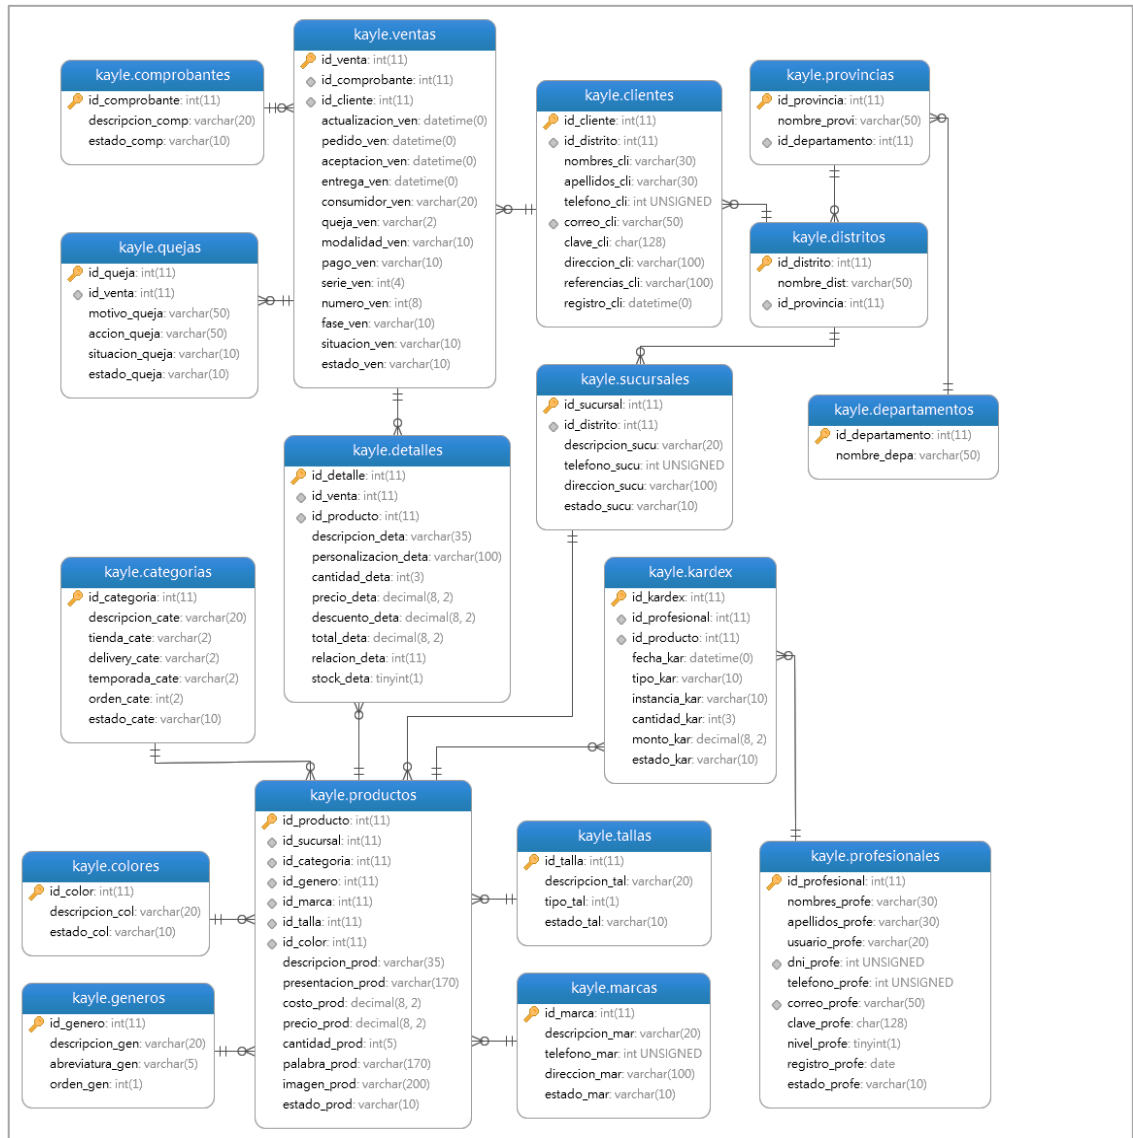 kayle.ventas
id_venta: int(11)
id_comprobante: int(11)
id_cliente: int(11)
actualizacion_ven: datetime(0)
pedido_ven: datetime(0)
aceptacion_ven: datetime(0)
entrega_ven: datetime(0)
consumidor_ven: varchar(20)
queja_ven: varchar(2)
modalidad_ven: varchar(10)
pago_ven: varchar(10)
serie_ven: int(4)
numero_ven: int(8)
fase_ven: varchar(10)
situacion_ven: varchar(10)
estado_ven: varchar(10)
kayle.comprobantes
id_comprobante: int(11)
descripcion_comp: varchar(20)
estado_comp: varchar(10)
kayle.clientes
id_cliente: int(11)
id_distrito: int(11)
nombres_cli: varchar(30)
apellidos_cli: varchar(30)
telefono_cli: int UNSIGNED
correo_cli: varchar(50)
clave_cli: char(128)
direccion_cli: varchar(100)
referencias_cli: varchar(100)
registro_cli: datetime(0)
kayle.provincias
id_provincia: int(11)
nombre_provi: varchar(50)
id_departamento: int(11)
kayle.quejas
id_queja: int(11)
id_venta: int(11)
motivo_queja: varchar(50)
accion_queja: varchar(50)
situacion_queja: varchar(10)
estado_queja: varchar(10)
kayle.distritos
id_distrito: int(11)
nombre_dist: varchar(50)
id_provincia: int(11)
kayle.sucursales
id_sucursal: int(11)
id_distrito: int(11)
descripcion_sucu: varchar(20)
telefono_sucu: int UNSIGNED
direccion_sucu: varchar(100)
estado_sucu: varchar(10)
kayle.departamentos
id_departamento: int(11)
nombre_depa: varchar(50)
kayle.detalles
id_detalle: int(11)
id_venta: int(11)
id_producto: int(11)
descripcion_deta: varchar(35)
personalizacion_deta: varchar(100)
cantidad_deta: int(3)
precio_deta: decimal(8, 2)
descuento_deta: decimal(8, 2)
total_deta: decimal(8, 2)
relacion_deta: int(11)
stock_deta: tinyint(1)
kayle.categorias
id_categoria: int(11)
descripcion_cate: varchar(20)
tienda_cate: varchar(2)
delivery_cate: varchar(2)
temporada_cate: varchar(2)
orden_cate: int(2)
estado_cate: varchar(10)
kayle.kardex
id_kardex: int(11)
id_profesional: int(11)
id_producto: int(11)
fecha_kar: datetime(0)
tipo_kar: varchar(10)
instancia_kar: varchar(10)
cantidad_kar: int(3)
monto_kar: decimal(8, 2)
estado_kar: varchar(10)
kayle.productos
id_producto: int(11)
id_sucursal: int(11)
id_categoria: int(11)
id_genero: int(11)
id_marca: int(11)
id_talla: int(11)
id_color: int(11)
descripcion_prod: varchar(35)
presentacion_prod: varchar(170)
costo_prod: decimal(8, 2)
precio_prod: decimal(8, 2)
cantidad_prod: int(5)
palabra_prod: varchar(170)
imagen_prod: varchar(200)
estado_prod: varchar(10)
kayle.colores
id_color: int(11)
descripcion_col: varchar(20)
estado_col: varchar(10)
kayle.generos
id_genero: int(11)
descripcion_gen: varchar(20)
abreviatura_gen: varchar(5)
orden_gen: int(1)
kayle.tallas
id_talla: int(11)
descripcion_tal: varchar(20)
tipo_tal: int(1)
estado_tal: varchar(10)
kayle.marcas
id_marca: int(11)
descripcion_mar: varchar(20)
telefono_mar: int UNSIGNED
direccion_mar: varchar(100)
estado_mar: varchar(10)
kayle.profesionales
id_profesional: int(11)
nombres_profe: varchar(30)
apellidos_profe: varchar(30)
usuario_profe: varchar(20)
dni_profe: int UNSIGNED
telefono_profe: int UNSIGNED
correo_profe: varchar(50)
clave_profe: char(128)
nivel_profe: tinyint(1)
registro_profe: date
estado_profe: varchar(10)